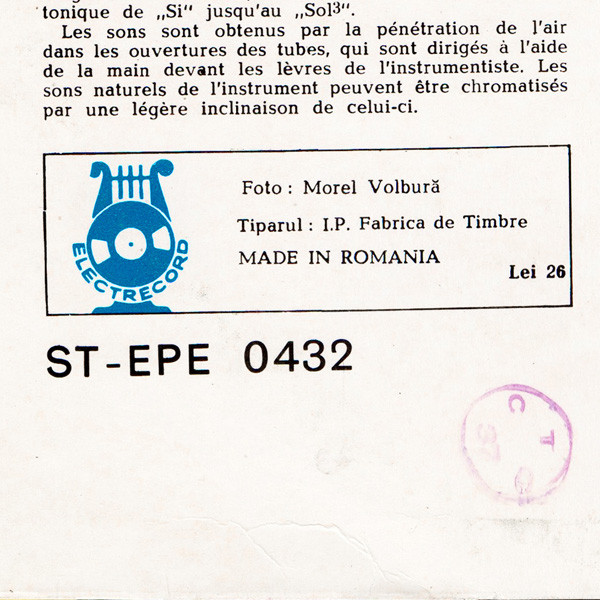 tonique de „Si“ jusqu'au „Sol³“.
Les sons sont obtenus par la pénétration de l'air
dans les ouvertures des tubes, qui sont dirigés à l'aide
de la main devant les lèvres de l'instrumentiste. Les
sons naturels de l'instrument peuvent être chromatisés
par une légère inclinaison de celui-ci.
ELECTRECORD
Foto : Morel Volbură
Tiparul : I.P. Fabrica de Timbre
MADE IN ROMANIA
Lei 26
ST-EPE 0432
C T